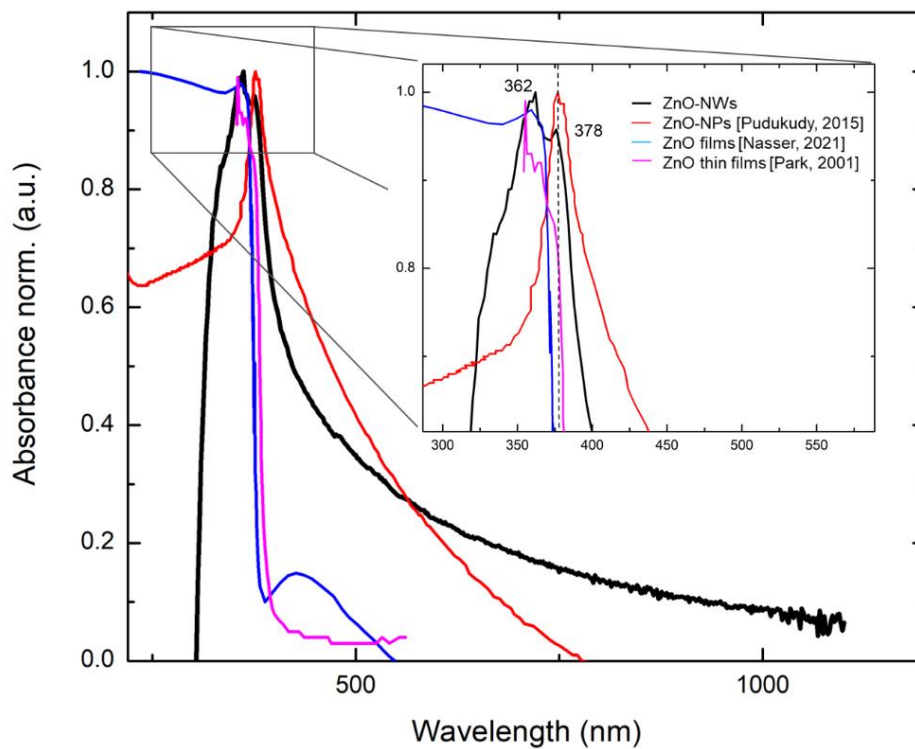 Absorbance norm. (a.u.)
1.0
0.8
0.6
0.4
0.2
0.0
500
1000
Wavelength (nm)
1.0
0.8
362
378
ZnO-NWs
ZnO-NPs [Pudukudy, 2015]
ZnO films [Nasser, 2021]
ZnO thin films [Park, 2001]
300 350 400 450 500 550